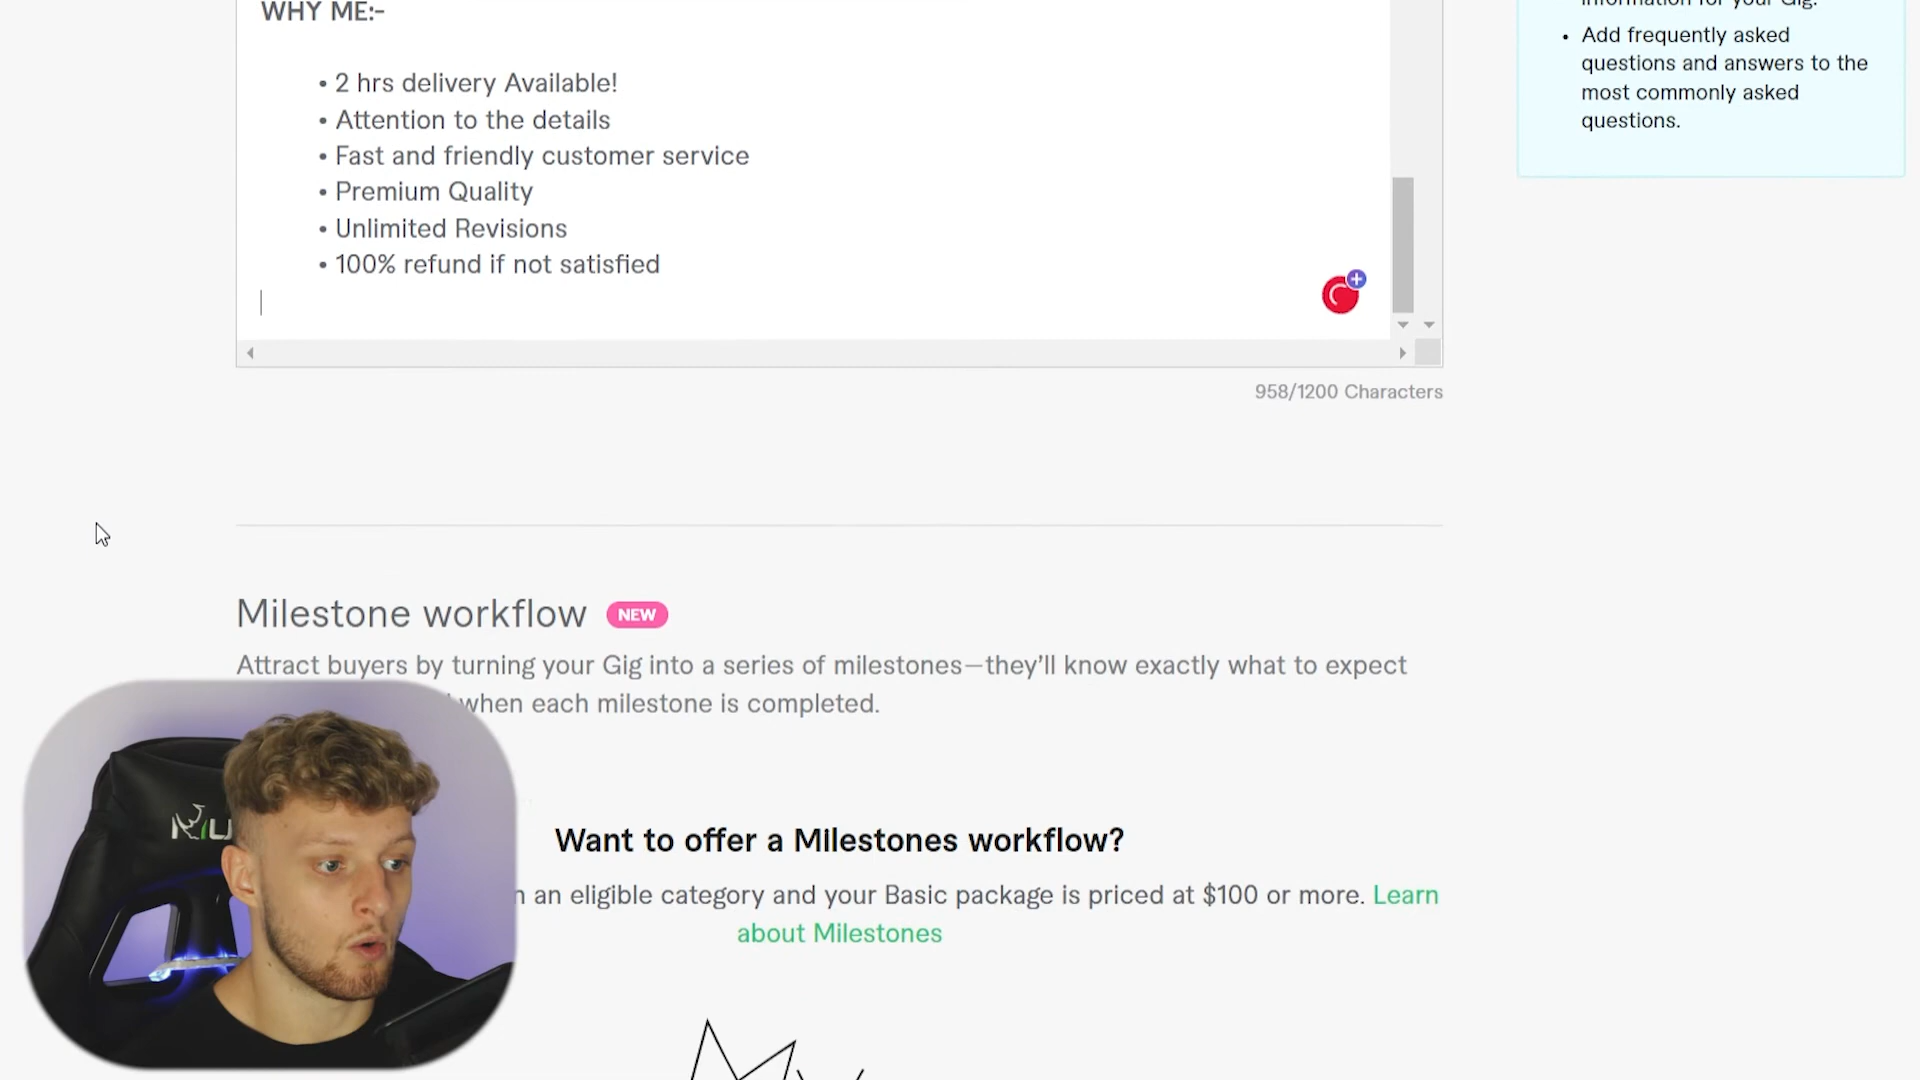 WHY ME:-
• 2 hrs delivery Available!
• Attention to the details
• Fast and friendly customer service
• Premium Quality
• Unlimited Revisions
• 100% refund if not satisfied
958/1200 Characters
information for your Gig.
• Add frequently asked
questions and answers to the
most commonly asked
questions.
Milestone workflow NEW
Attract buyers by turning your Gig into a series of milestones—they'll know exactly what to expect
when each milestone is completed.
Want to offer a Milestones workflow?
an eligible category and your Basic package is priced at $100 or more. Learn
about Milestones